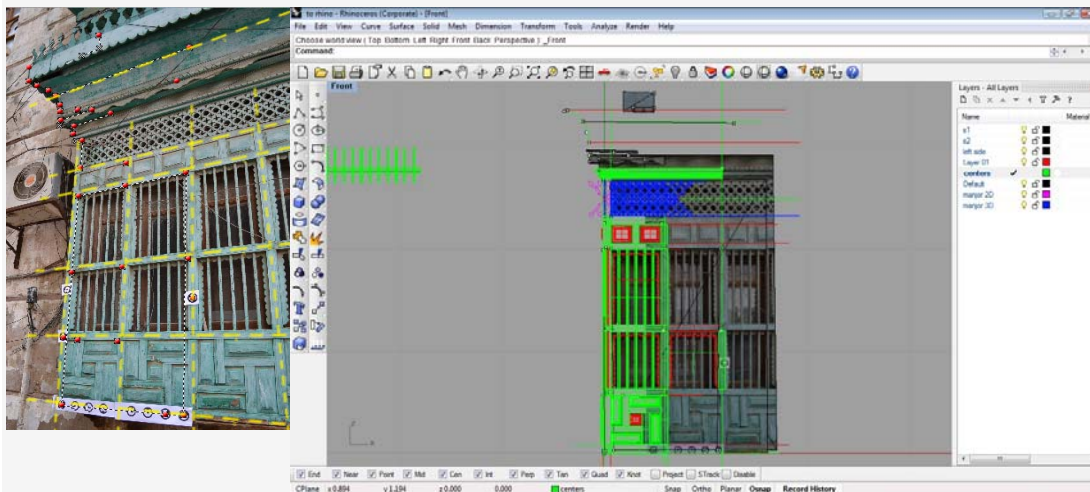 to rhino - Rhinoceros (Corporate) - [Front]
File Edit View Curve Surface Solid Mesh Dimension Transform Tools Analyze Render Help
Choose world view ( Top Bottom Left Right Front Back Perspective ) _Front
Command:
Front
Layers - All Layers
Name Material
s1
s2
left side
Layer 01
centers
Default
manjor 2D
manjor 3D
z
x
End Near Point Mid Cen Int Perp Tan Quad Knot Project STrack Disable
CPlane x 0.894 y 1.194 z 0.000 0.000 centers Snap Ortho Planar Osnap Record History